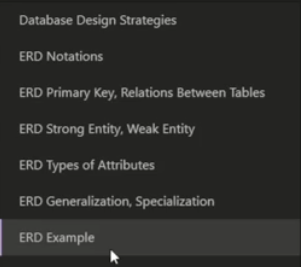 Database Design Strategies
ERD Notations
ERD Primary Key, Relations Between Tables
ERD Strong Entity, Weak Entity
ERD Types of Attributes
ERD Generalization, Specialization
ERD Example